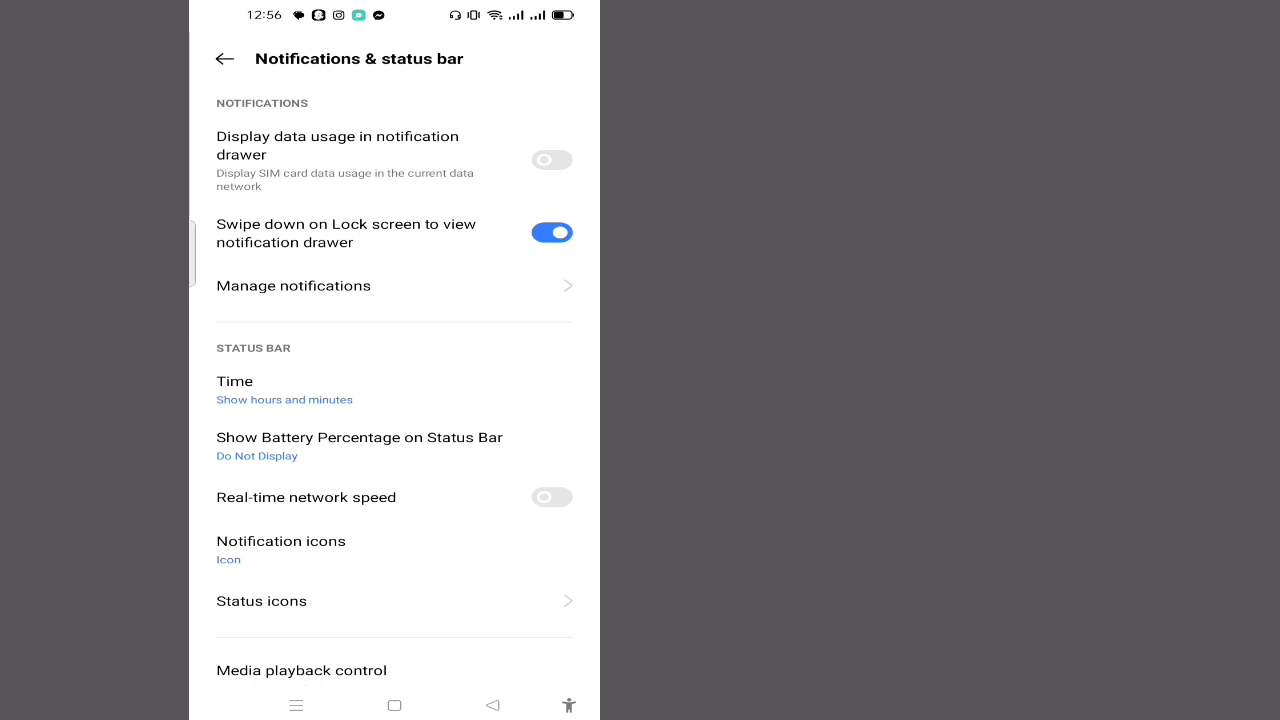 12:56
Notifications & status bar
NOTIFICATIONS
Display data usage in notification
drawer
Display SIM card data usage in the current data
network
Swipe down on Lock screen to view
notification drawer
Manage notifications
STATUS BAR
Time
Show hours and minutes
Show Battery Percentage on Status Bar
Do Not Display
Real-time network speed
Notification icons
Icon
Status icons
Media playback control